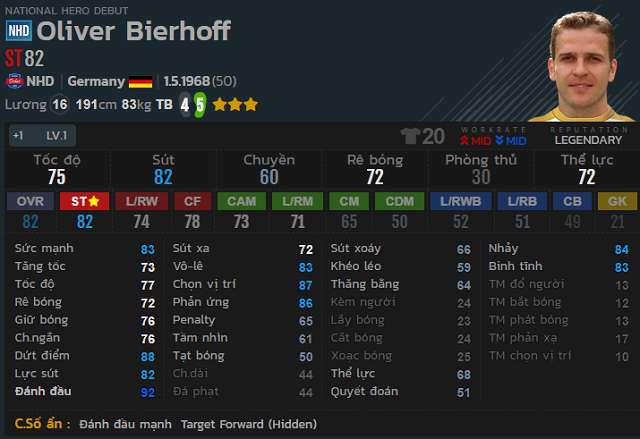 NATIONAL HERO DEBUT
NHD Oliver Bierhoff
ST 82
NHD Germany 1.5.1968 (50)
Lương 16 191cm 83kg TB 4 5
+1 LV.1 20 WORKRATE MID MID REPUTATION LEGENDARY
Tốc độ Sút Chuyền Rê bóng Phòng thủ Thể lực
75 82 60 72 30 72
OVR ST L/RW CF CAM L/RM CM CDM L/RWB L/RB CB GK
82 82 74 78 73 71 65 50 52 51 49 21
Sức mạnh 83 Sút xa 72 Sút xoáy 66 Nhảy 84
Tăng tốc 73 Vô-lê 83 Khéo léo 59 Bình tĩnh 83
Tốc độ 77 Chọn vị trí 87 Thăng bằng 64 TM đổ người 13
Rê bóng 72 Phản ứng 86 Kèm người 24 TM bắt bóng 12
Giữ bóng 76 Penalty 65 Lấy bóng 23 TM phát bóng 13
Ch.ngắn 76 Tầm nhìn 61 Cắt bóng 24 TM phản xạ 17
Dứt điểm 88 Tạt bóng 50 Xoạc bóng 25 TM chọn vị trí 10
Lực sút 82 Ch.dài 44 Thể lực 68
Đánh đầu 92 Đá phạt 44 Quyết đoán 51
C.Số ẩn : Đánh đầu mạnh Target Forward (Hidden)